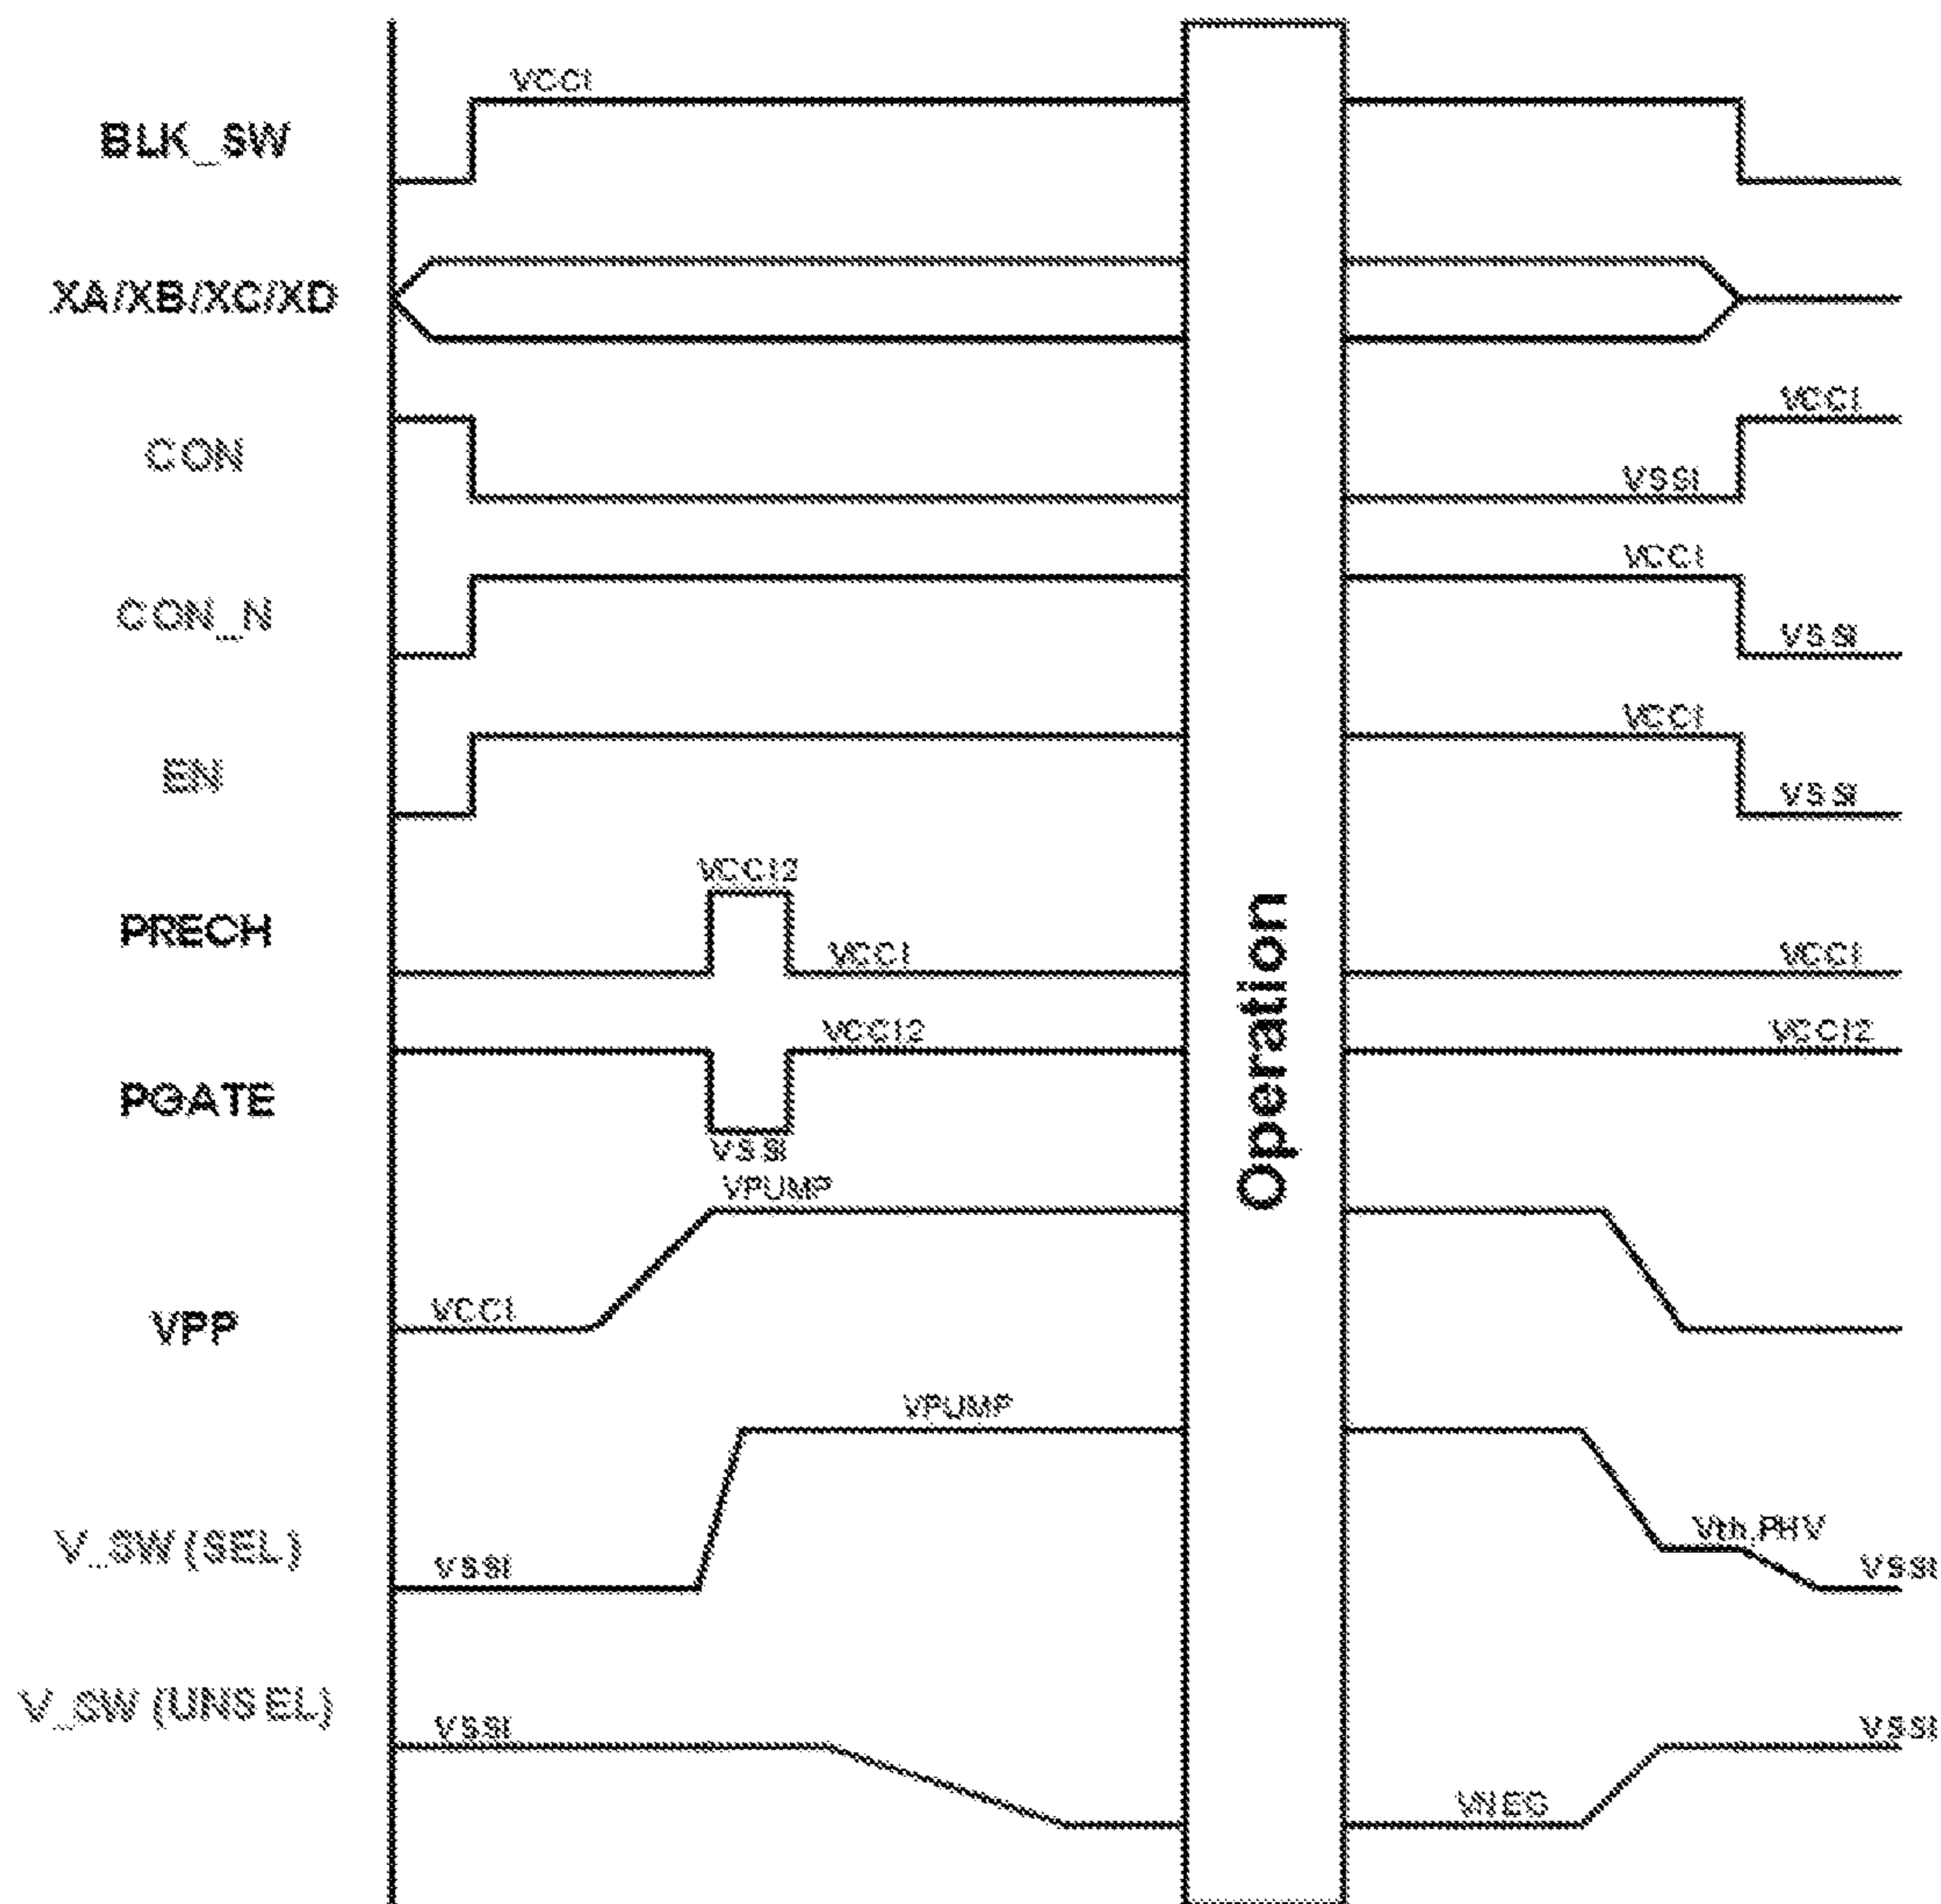 VCCI
BLK_SW
XA/XB/XC/XD
VCCI
CON
VSSI
VCCI
CON_N
VSSI
VCCI
EN
VSSI
VCCI2
PRECH
VCCI
VCCI
VCCI2
VCCI2
PGATE
VSSI
VPUMP
VCCI
VPP
Operation
VPUMP
Vth.PHV
V_SW (SEL)
VSSI
VSSI
V_SW (UNSEL)
VSSI
VSSI
VNEG